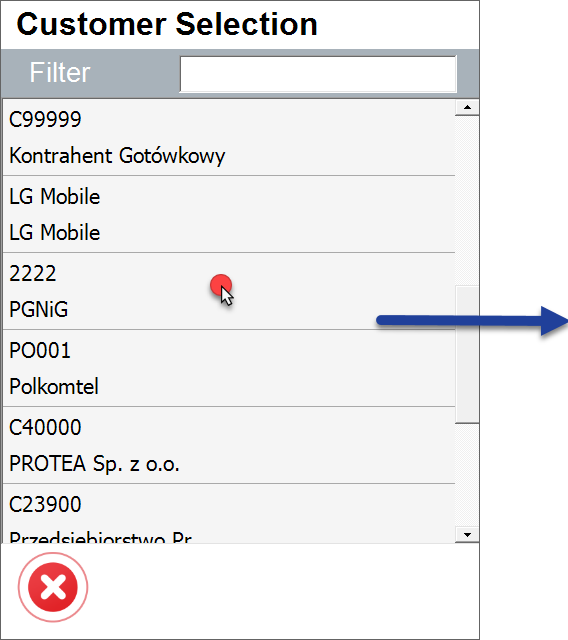 Customer Selection
Filter
C99999
Kontrahent Gotówkowy
LG Mobile
LG Mobile
2222
PGNiG
PO001
Polkomtel
C40000
PROTEA Sp. z o.o.
C23900
Przedsiębiorstwo Pr